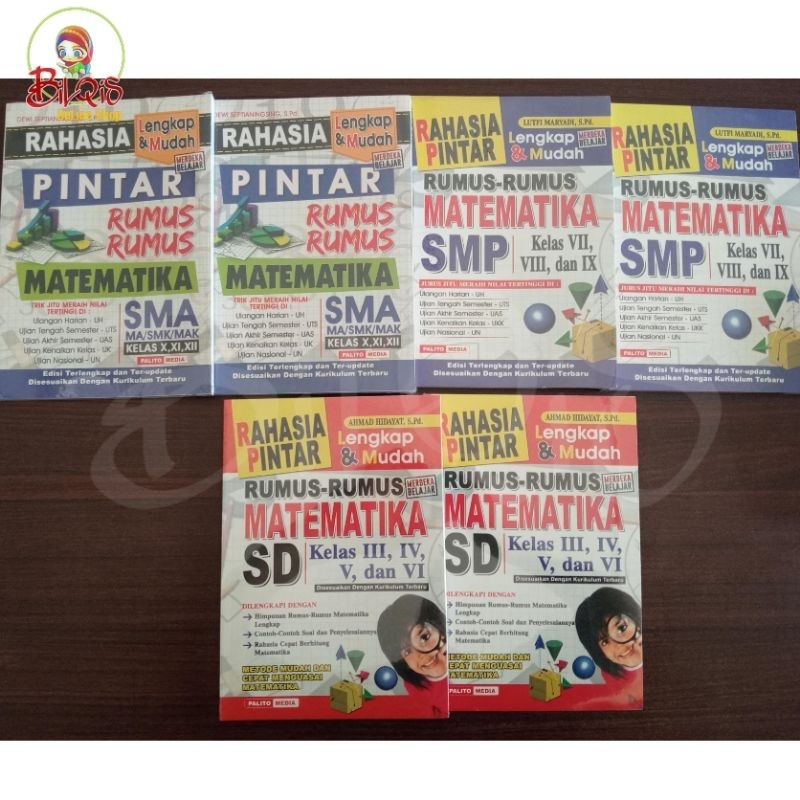 BilQis
DEWI SEPTIANINGSING, S.Pd.
RAHASIA
Lengkap
& Mudah
MERDEKA
BELAJAR
PINTAR
RUMUS
RUMUS
MATEMATIKA
TRIK JITU MERAIH NILAI
TERTINGGI DI :
Ulangan Harian - UH
Ujian Tengah Semester - UTS
Ujian Akhir Semester - UAS
Ujian Kenaikan Kelas - UK
Ujian Nasional - UN
SMA
MA/SMK/MAK
KELAS X,XI,XII
PALITO MEDIA
Edisi Terlengkap dan Ter-update
Disesuaikan Dengan Kurikulum Terbaru
DEWI SEPTIANINGSING, S.Pd.
RAHASIA
Lengkap
& Mudah
MERDEKA
BELAJAR
PINTAR
RUMUS
RUMUS
MATEMATIKA
TRIK JITU MERAIH NILAI
TERTINGGI DI :
Ulangan Harian - UH
Ujian Tengah Semester - UTS
Ujian Akhir Semester - UAS
Ujian Kenaikan Kelas - UK
Ujian Nasional - UN
SMA
MA/SMK/MAK
KELAS X,XI,XII
PALITO MEDIA
Edisi Terlengkap dan Ter-update
Disesuaikan Dengan Kurikulum Terbaru
RAHASIA
PINTAR
LUTFI MARYADI, S.Pd.
Lengkap
& Mudah
MERDEKA
BELAJAR
RUMUS-RUMUS
MATEMATIKA
SMP
Kelas VII,
VIII, dan IX
JURUS JITU MERAIH NILAI TERTINGGI DI :
Ulangan Harian - UH
Ujian Tengah Semester - UTS
Ujian Akhir Semester - UAS
Ujian Kenaikan Kelas - UKK
Ujian Nasional - UN
PALITO MEDIA
Edisi Terlengkap dan Ter-update
Disesuaikan Dengan Kurikulum Terbaru
RAHASIA
PINTAR
LUTFI MARYADI, S.Pd.
Lengkap
& Mudah
MERDEKA
BELAJAR
RUMUS-RUMUS
MATEMATIKA
SMP
Kelas VII,
VIII, dan IX
JURUS JITU MERAIH NILAI TERTINGGI DI :
Ulangan Harian - UH
Ujian Tengah Semester - UTS
Ujian Akhir Semester - UAS
Ujian Kenaikan Kelas - UKK
Ujian Nasional - UN
PALITO MEDIA
Edisi Terlengkap dan Ter-update
Disesuaikan Dengan Kurikulum Terbaru
RAHASIA
PINTAR
AHMAD HIDAYAT, S.Pd.
Lengkap
& Mudah
RUMUS-RUMUS
MERDEKA
BELAJAR
MATEMATIKA
SD
Kelas III, IV,
V, dan VI
Disesuaikan Dengan Kurikulum Terbaru
DILENGKAPI DENGAN
Himpunan Rumus-Rumus Matematika
Lengkap
Contoh-Contoh Soal dan Penyelesaiannya
Rahasia Cepat Berhitung
Matematika
METODE MUDAH DAN
CEPAT MENGUASAI
MATEMATIKA
PALITO MEDIA
RAHASIA
PINTAR
AHMAD HIDAYAT, S.Pd.
Lengkap
& Mudah
RUMUS-RUMUS
MERDEKA
BELAJAR
MATEMATIKA
SD
Kelas III, IV,
V, dan VI
Disesuaikan Dengan Kurikulum Terbaru
DILENGKAPI DENGAN
Himpunan Rumus-Rumus Matematika
Lengkap
Contoh-Contoh Soal dan Penyelesaiannya
Rahasia Cepat Berhitung
Matematika
METODE MUDAH DAN
CEPAT MENGUASAI
MATEMATIKA
PALITO MEDIA